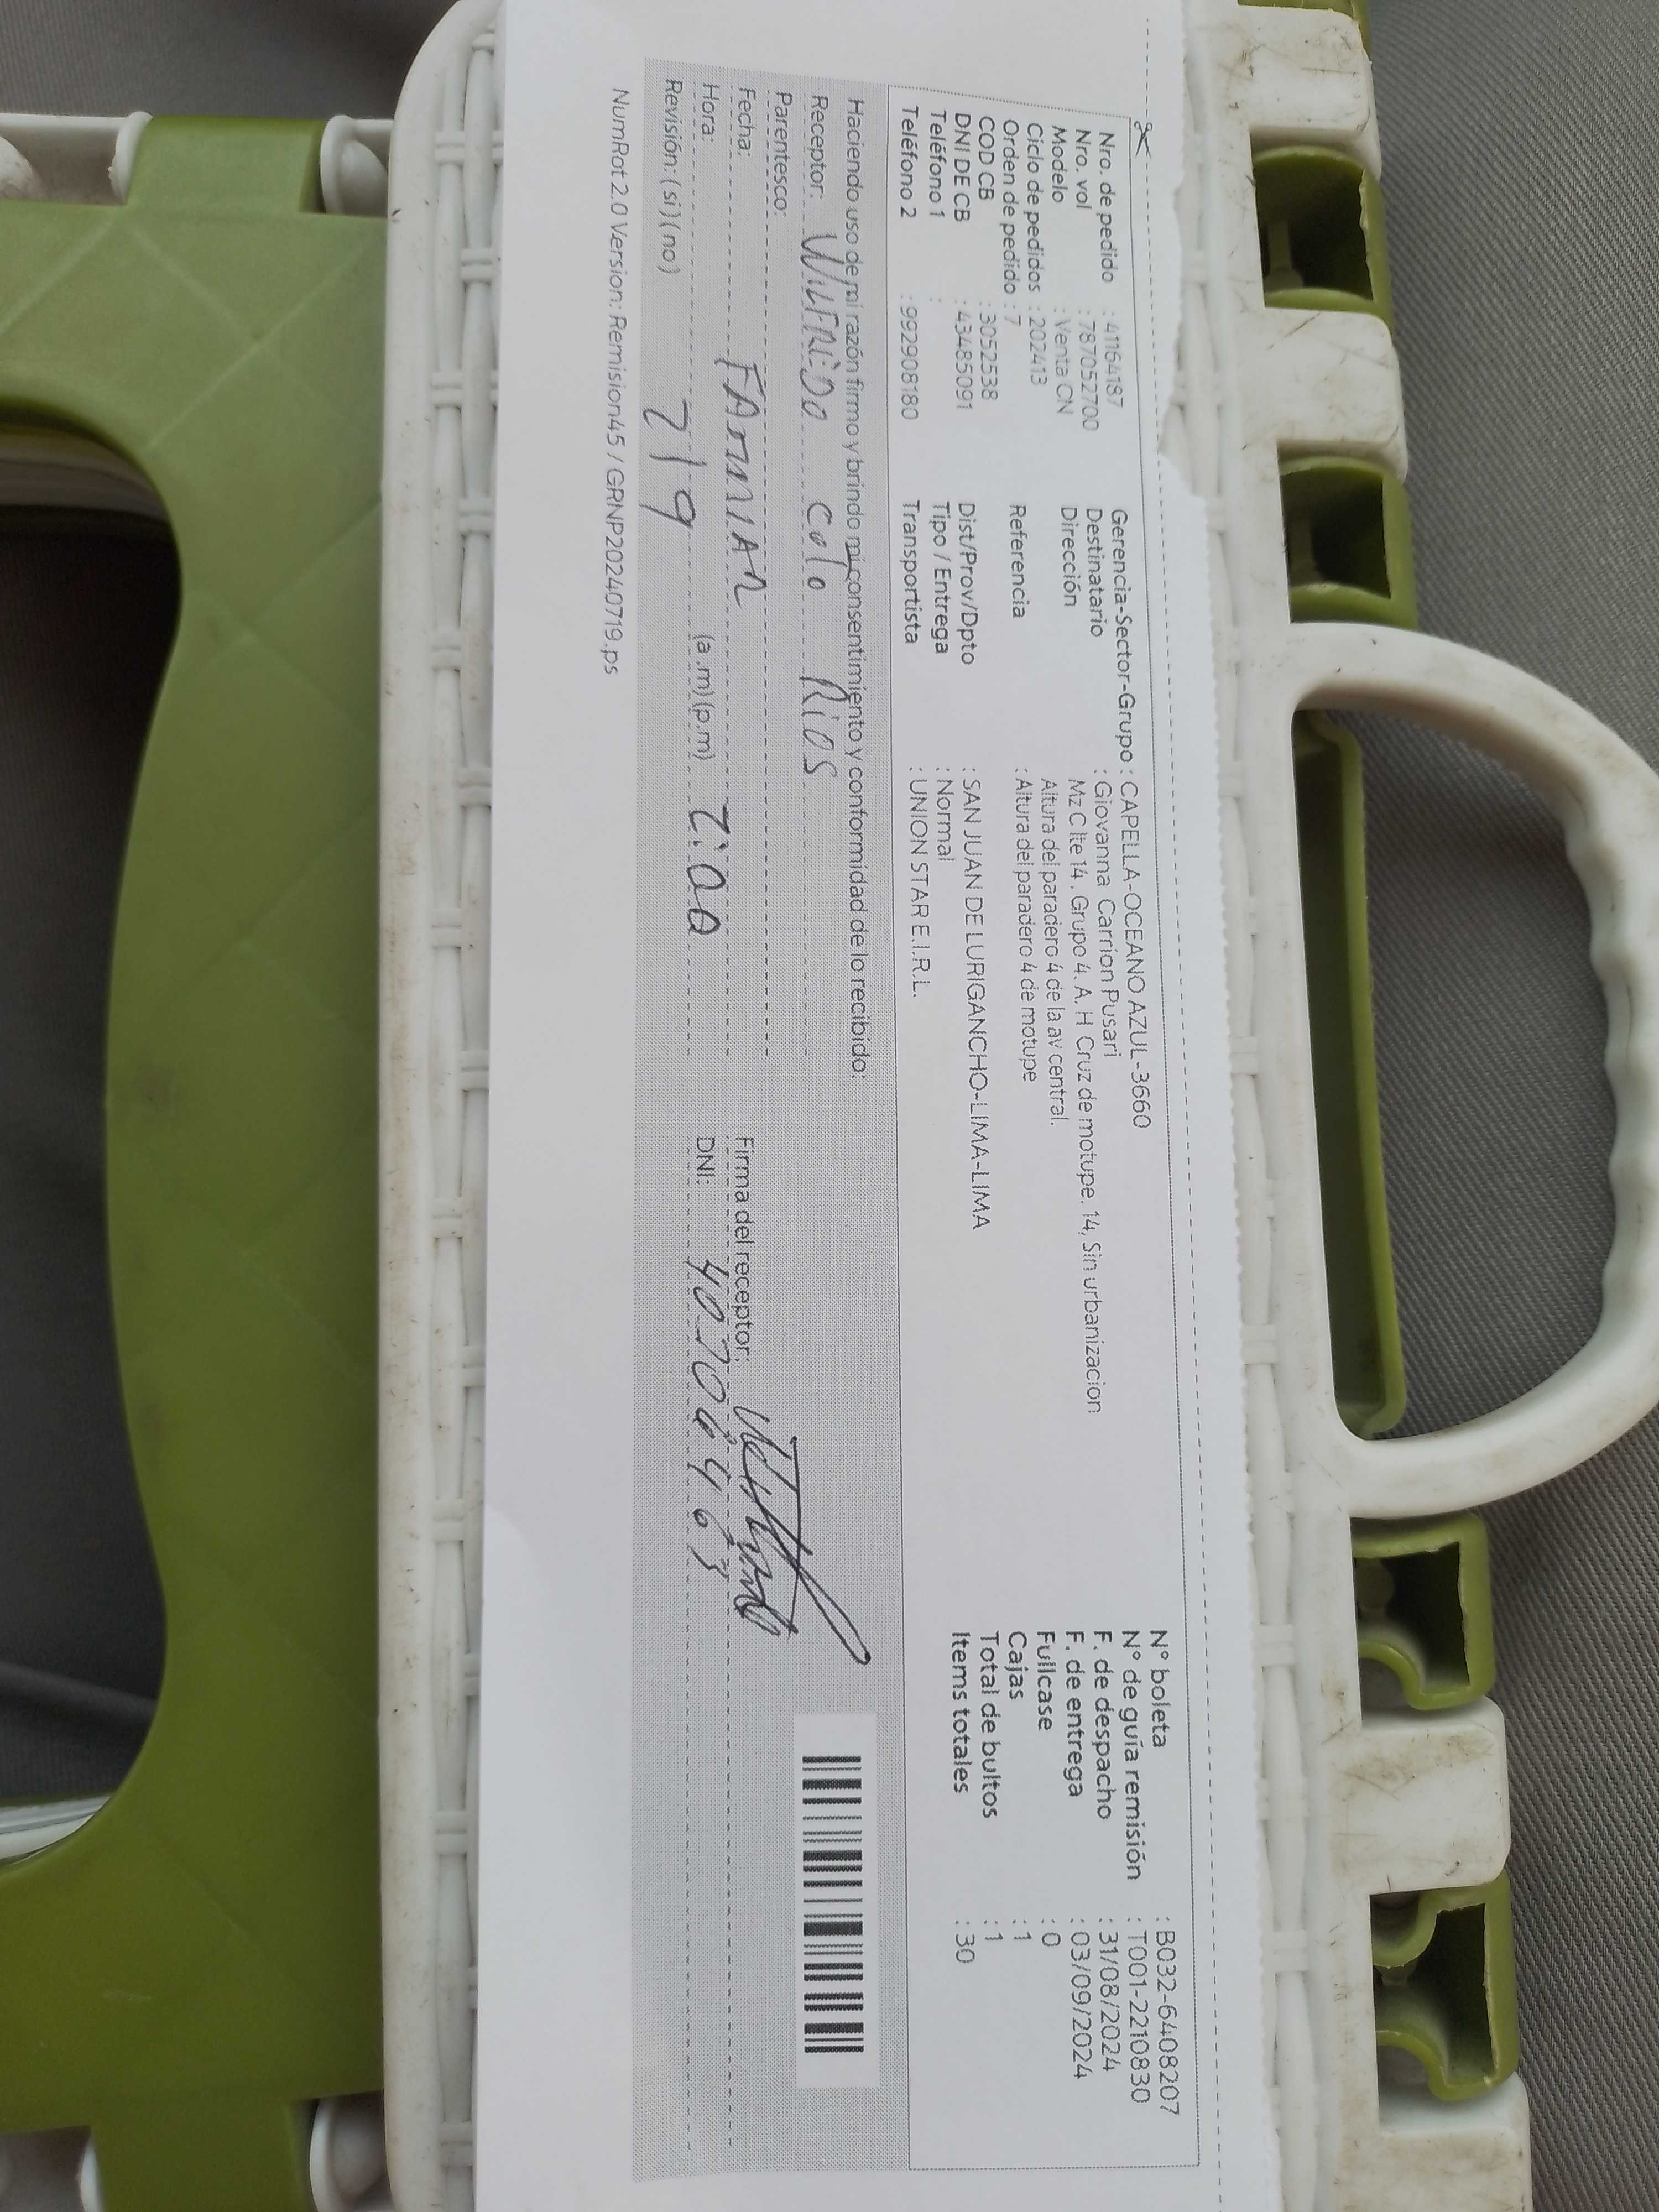 Nro. de pedido : 41164187
Nro. vol : 787052700
Modelo : Venta CN
Ciclo de pedidos : 202413
Orden de pedido : 7
COD CB : 3052538
DNI DE CB : 43485091
Teléfono 1 :
Teléfono 2 : 992908180
Gerencia-Sector-Grupo : CAPELLA-OCEANO AZUL-3660
Destinatario : Giovanna Carrion Pusari
Dirección Mz C lte 14. Grupo 4. A. H Cruz de motupe. 14, Sin urbanizacion
Altura del paradero 4 de la av central.
Referencia : Altura del paradero 4 de motupe
Dist/Prov/Dpto : SAN JUAN DE LURIGANCHO-LIMA-LIMA
Tipo / Entrega : Normal
Transportista : UNION STAR E.I.R.L.
N° boleta : B032-6408207
N° de guía remisión : T001-2210830
F. de despacho : 31/08/2024
F. de entrega : 03/09/2024
Fullcase : 0
Cajas : 1
Total de bultos : 1
Items totales : 30
Haciendo uso de mi razón firmo y brindo mi consentimiento y conformidad de lo recibido:
Receptor: WILFREDO Colo Rios
Parentesco:
Fecha: FAmiliar
Hora: (a.m)(p.m) 2:00
Revisión: (si) (no) 2/9
Firma del receptor:
DNI: 40706463
NumRot 2.0 Version: Remision45 / GRNP20240719.ps